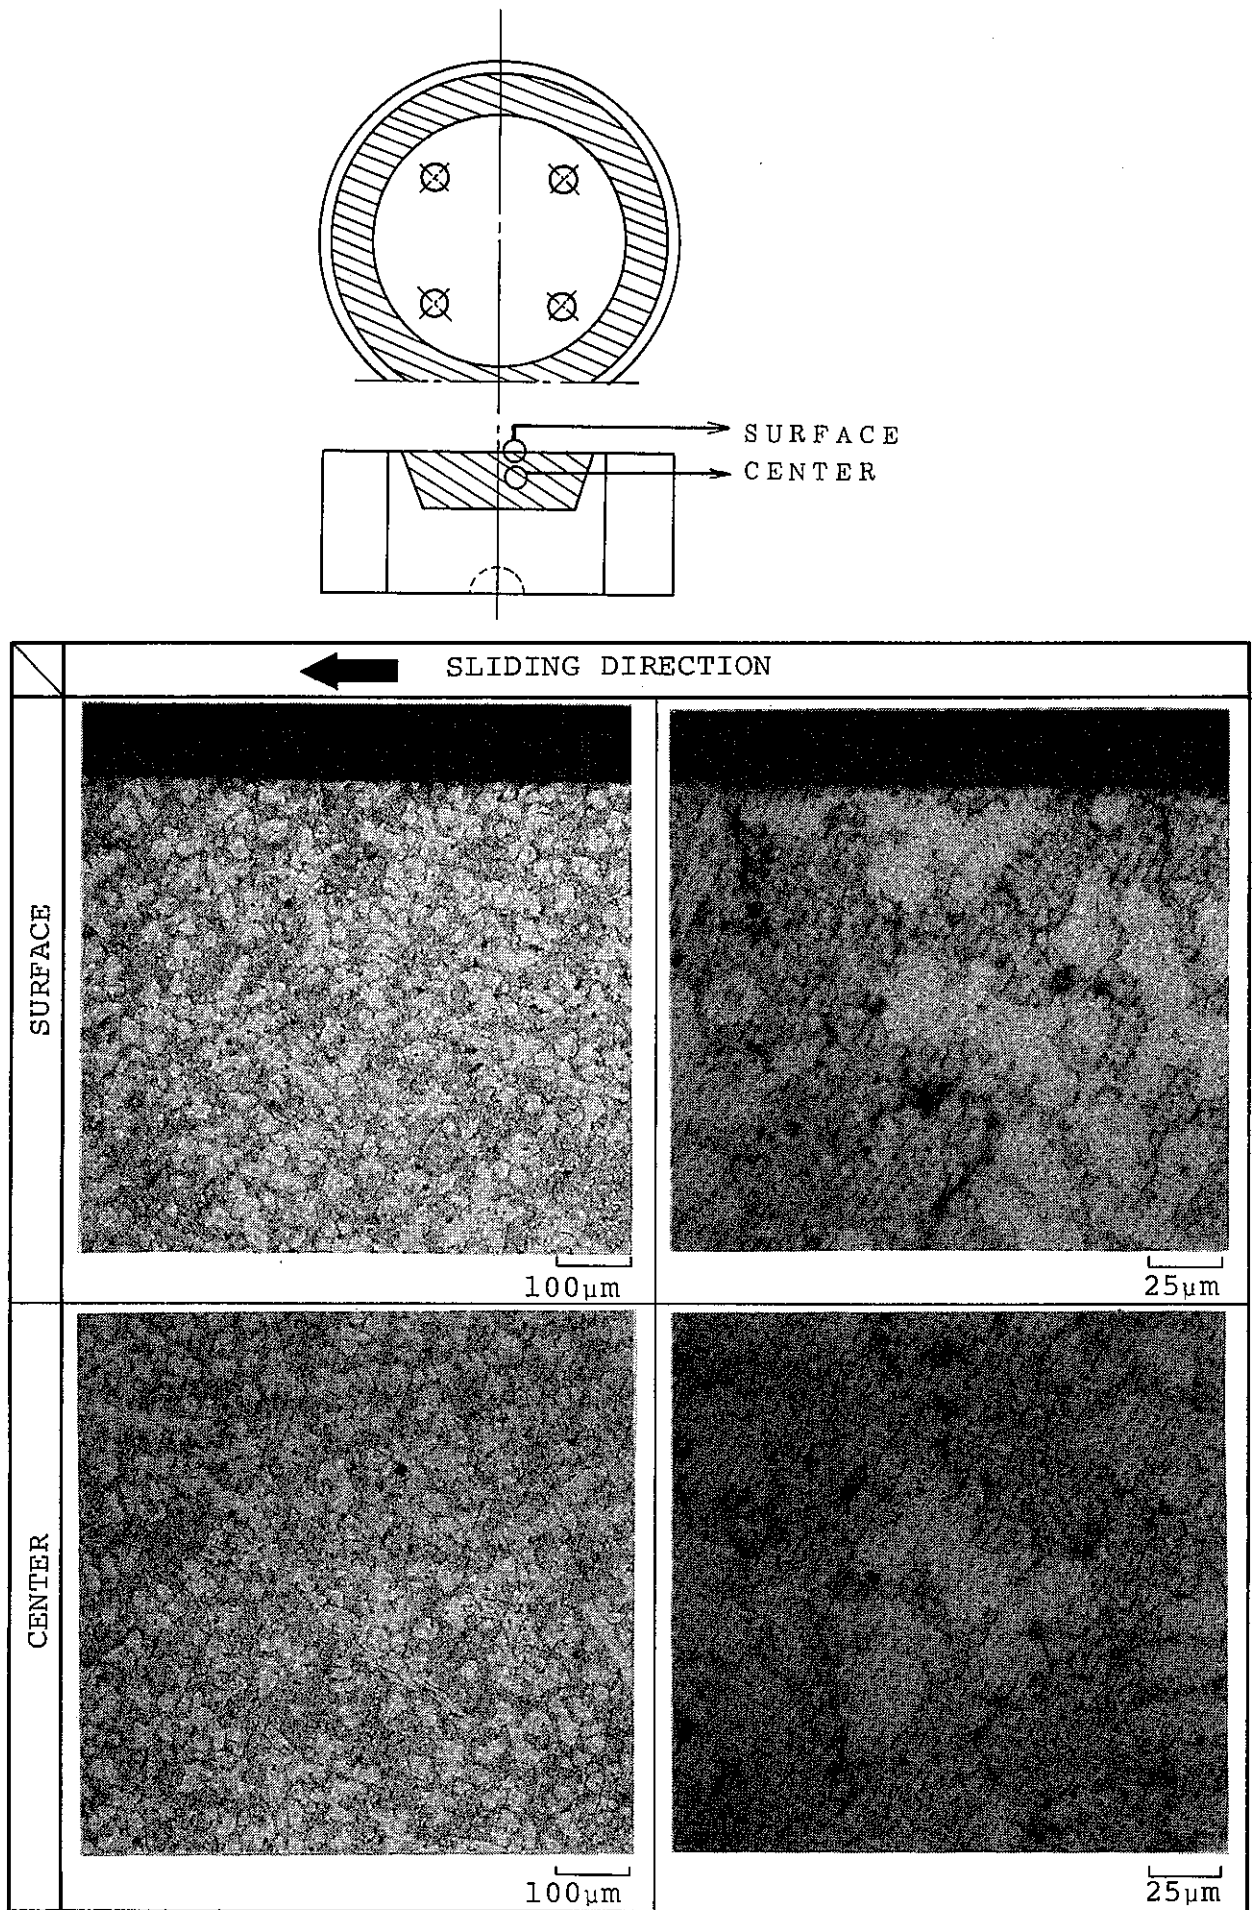 SURFACE
CENTER
SLIDING DIRECTION
SURFACE
100μm
25μm
CENTER
100μm
25μm